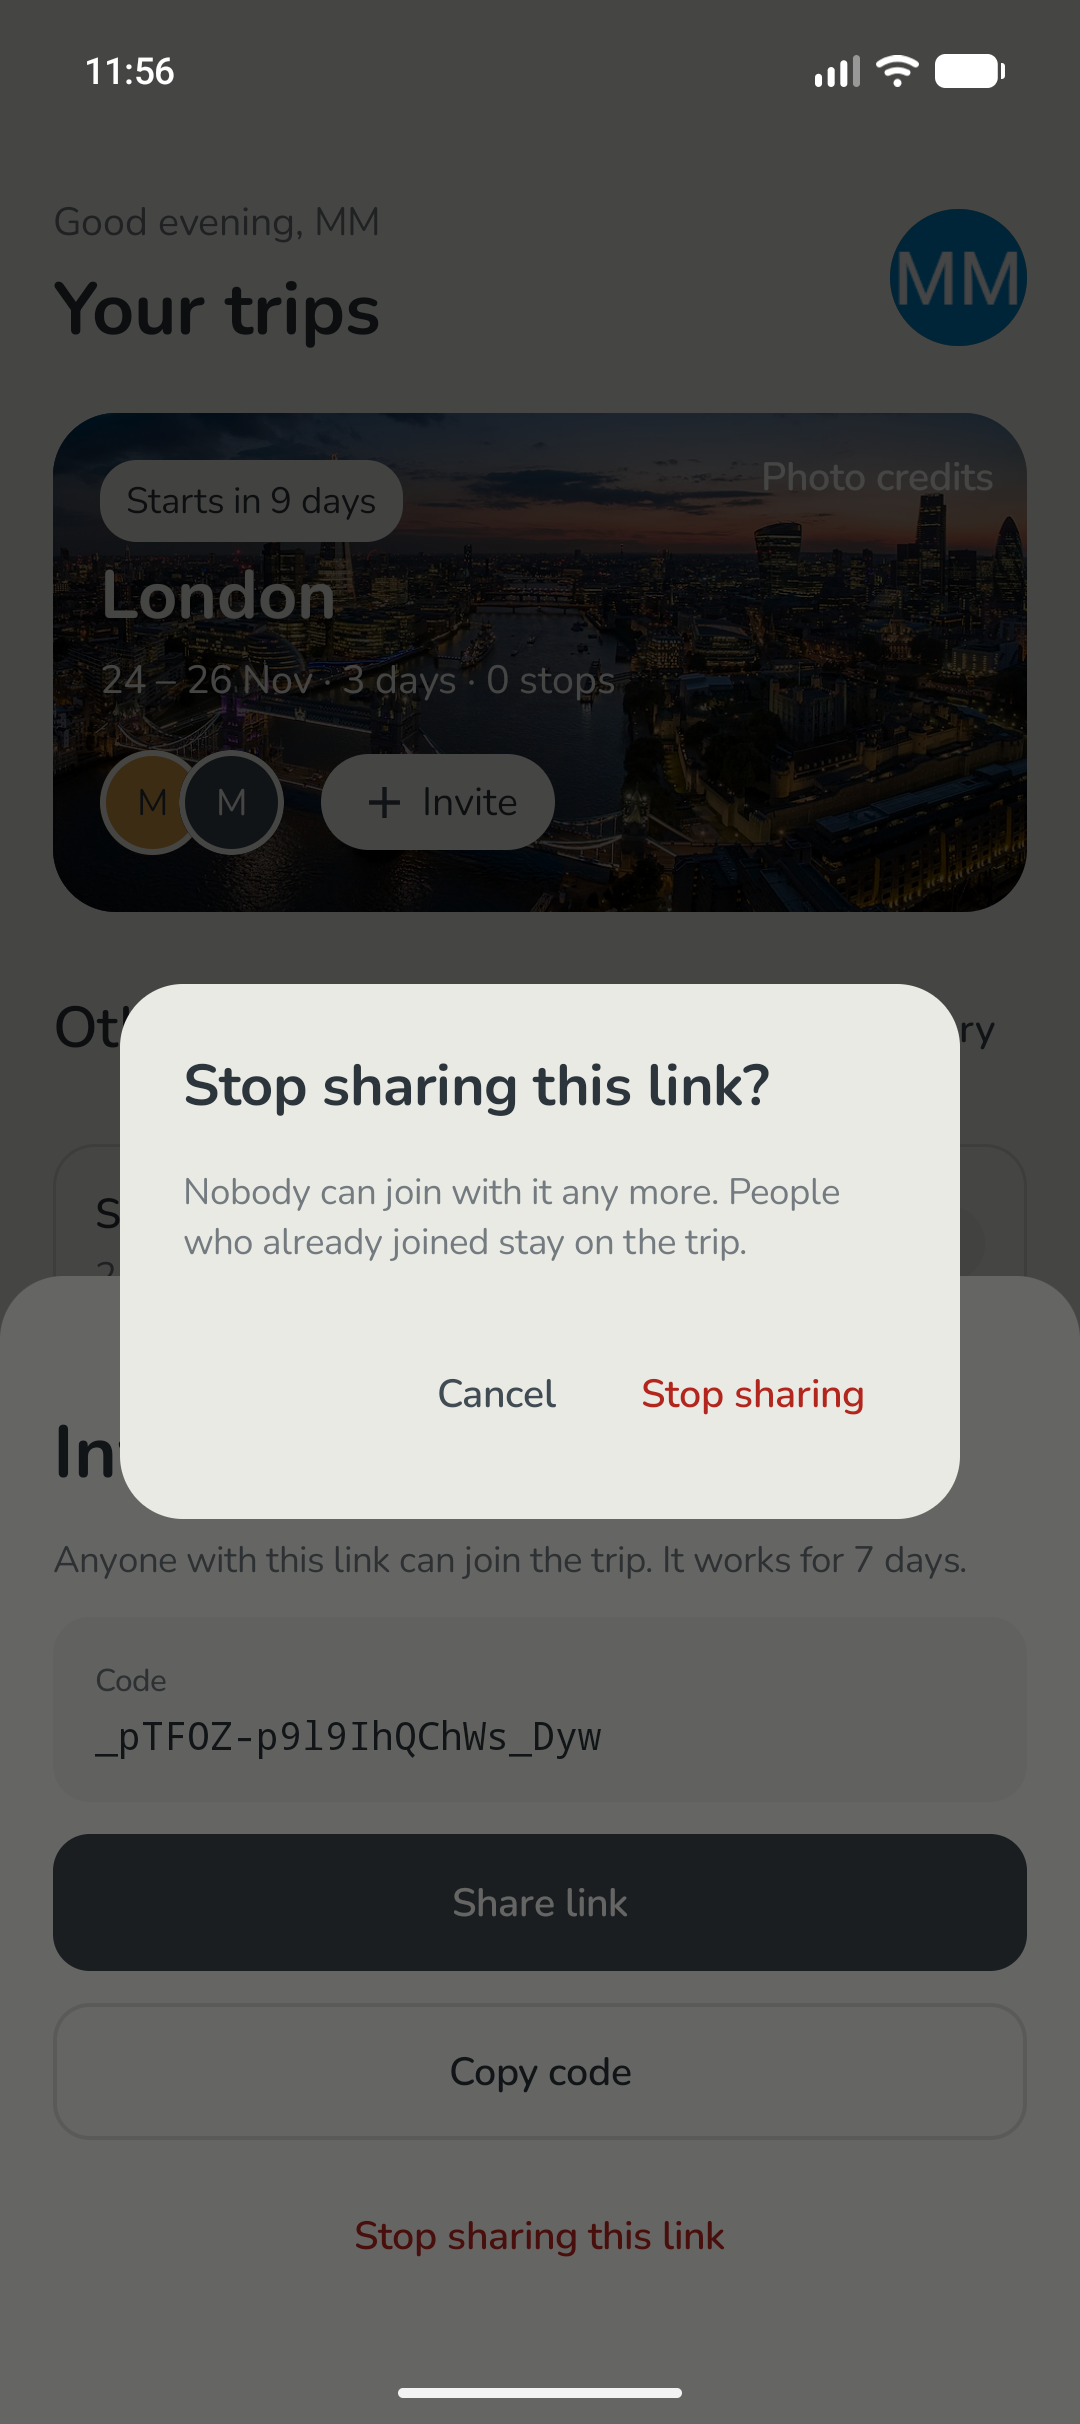 11:56
Good evening, MM
Your trips
MM
Starts in 9 days
Photo credits
London
24 – 26 Nov · 3 days · 0 stops
M
M
+ Invite
Stop sharing this link?
Nobody can join with it any more. People
who already joined stay on the trip.
Cancel
Stop sharing
Anyone with this link can join the trip. It works for 7 days.
Code
_pTFOZ-p9l9IhQChWs_Dyw
Share link
Copy code
Stop sharing this link